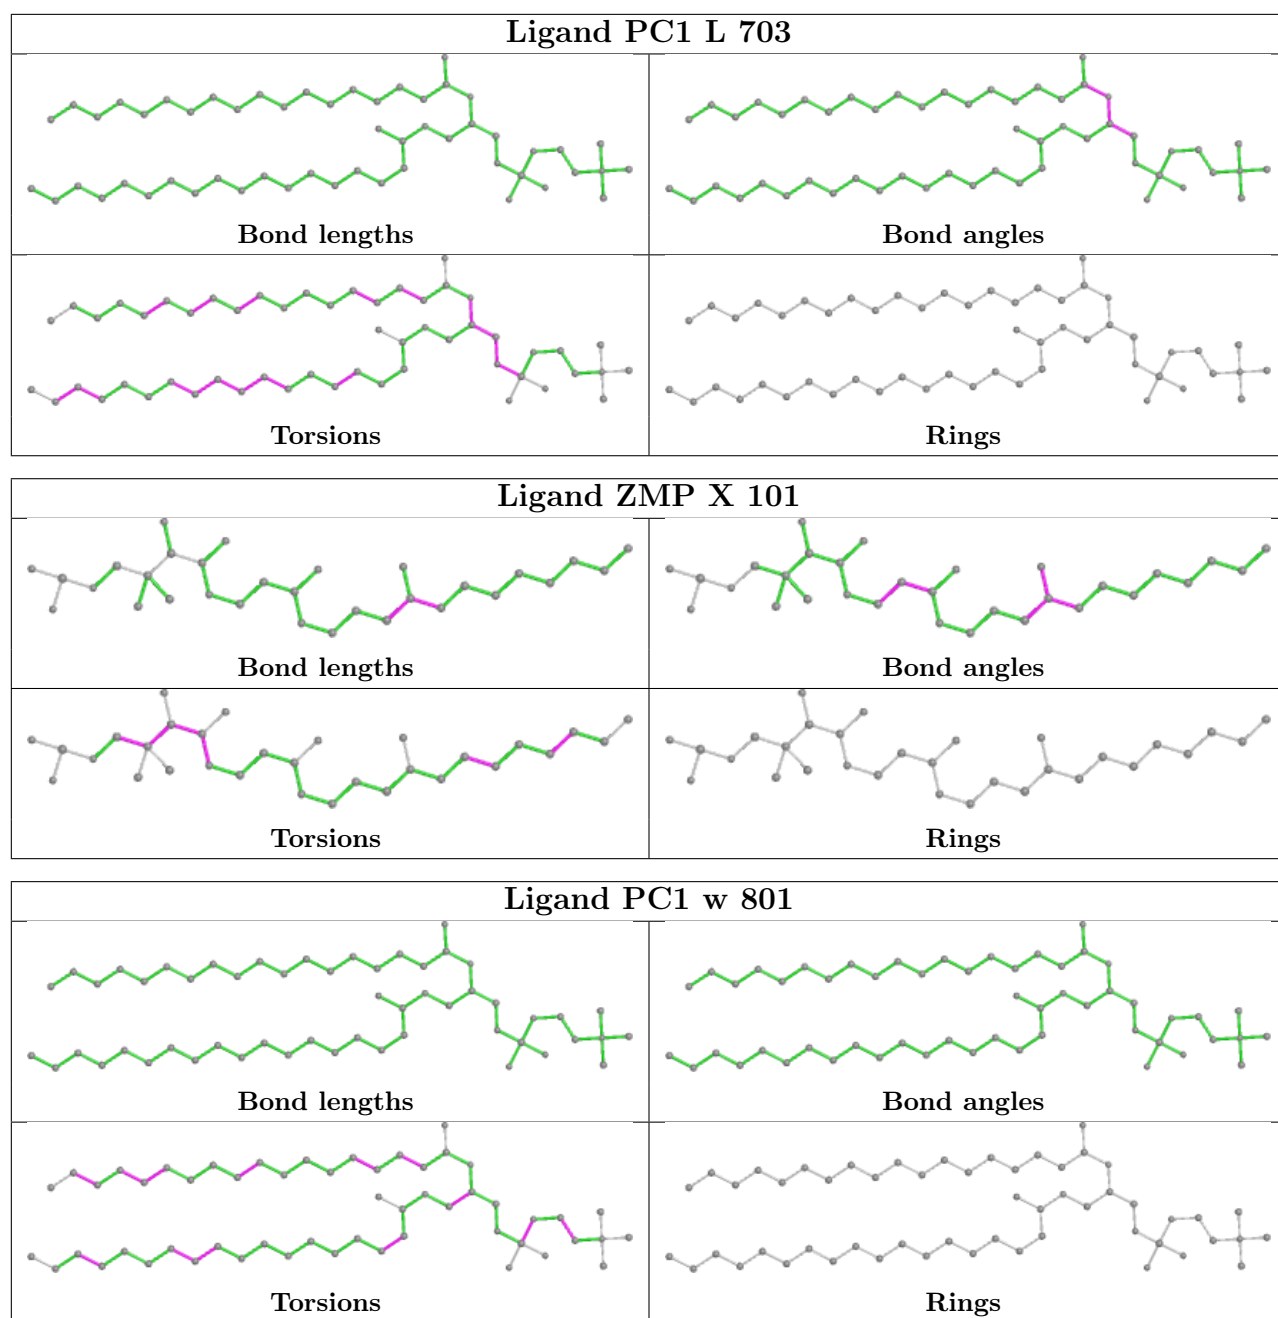 Ligand PC1 L 703
Bond lengths
Bond angles
Torsions
Rings
Ligand ZMP X 101
Bond lengths
Bond angles
Torsions
Rings
Ligand PC1 w 801
Bond lengths
Bond angles
Torsions
Rings